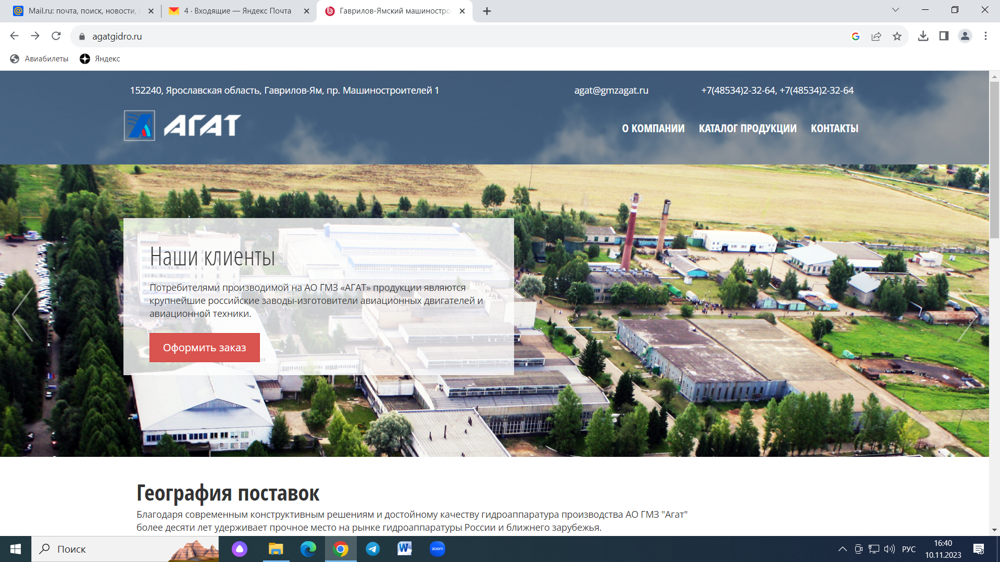 Mail.ru: почта, поиск, новости,
4 · Входящие — Яндекс Почта
Гаврилов-Ямский машиностро
agatgidro.ru
Авиабилеты
Яндекс
152240, Ярославская область, Гаврилов-Ям, пр. Машиностроителей 1
agat@gmzagat.ru
+7(48534)2-32-64, +7(48534)2-32-64
АГАТ
О КОМПАНИИ
КАТАЛОГ ПРОДУКЦИИ
КОНТАКТЫ
Наши клиенты
Потребителями производимой на АО ГМЗ «АГАТ» продукции являются
крупнейшие российские заводы-изготовители авиационных двигателей и
авиационной техники.
Оформить заказ
География поставок
Благодаря современным конструктивным решениям и достойному качеству гидроаппаратура производства АО ГМЗ "Агат"
более десяти лет удерживает прочное место на рынке гидроаппаратуры России и ближнего зарубежья.
Поиск
zoom
РУС
16:40
10.11.2023